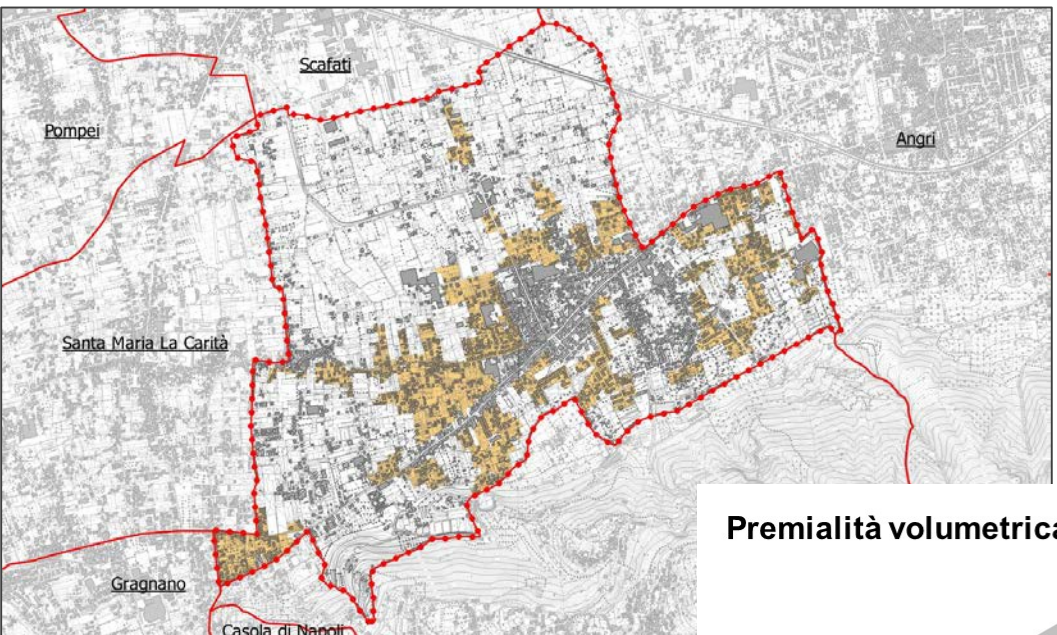 Scafati
Pompei
Angri
Santa Maria La Carità
Premialità volumetrica
Gragnano
Casola di Napoli